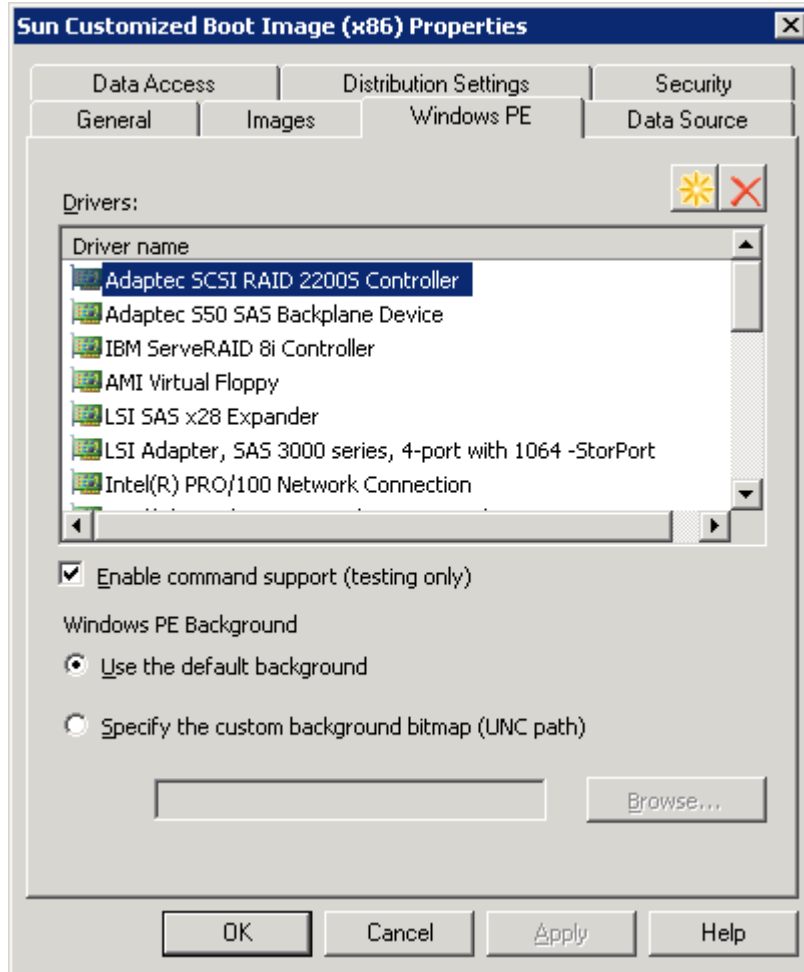 Sun Customized Boot Image (x86) Properties
Data Access Distribution Settings Security
General Images Windows PE Data Source
Drivers:
Driver name
Adaptec SCSI RAID 2200S Controller
Adaptec S50 SAS Backplane Device
IBM ServeRAID 8i Controller
AMI Virtual Floppy
LSI SAS x28 Expander
LSI Adapter, SAS 3000 series, 4-port with 1064 -StorPort
Intel(R) PRO/100 Network Connection
Enable command support (testing only)
Windows PE Background
Use the default background
Specify the custom background bitmap (UNC path)
Browse...
OK Cancel Apply Help